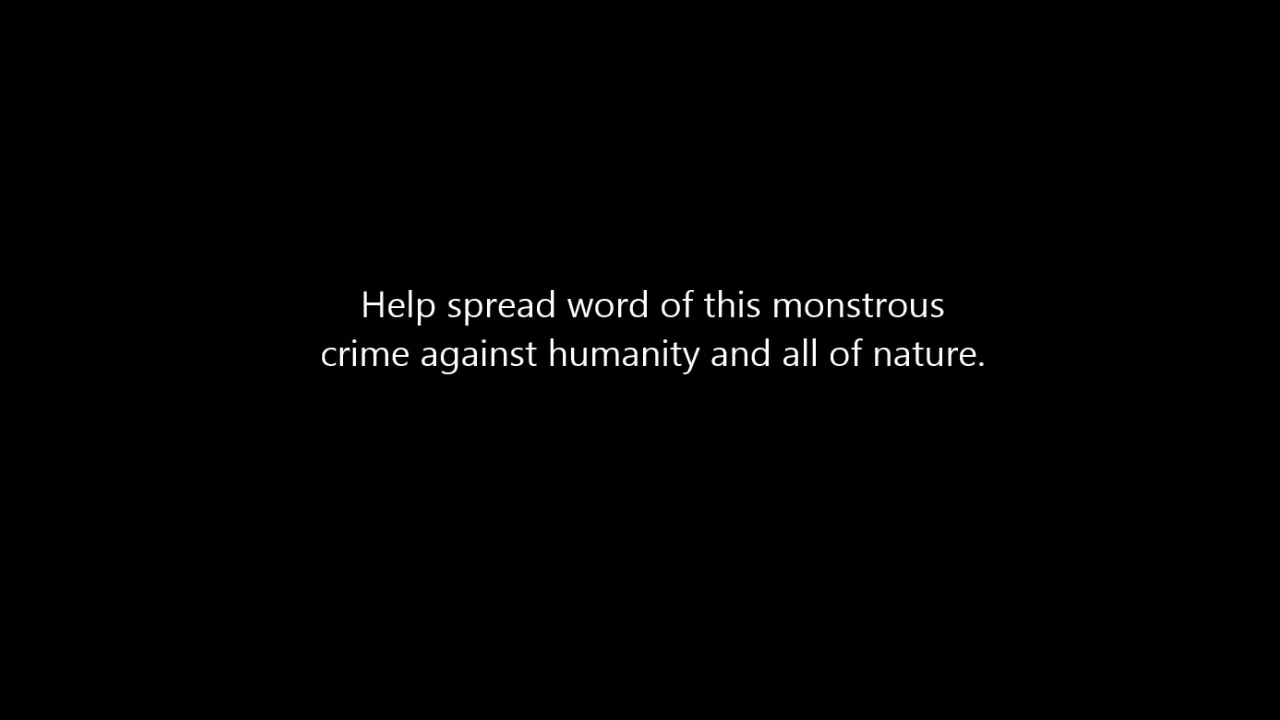 Help spread word of this monstrous
crime against humanity and all of nature.